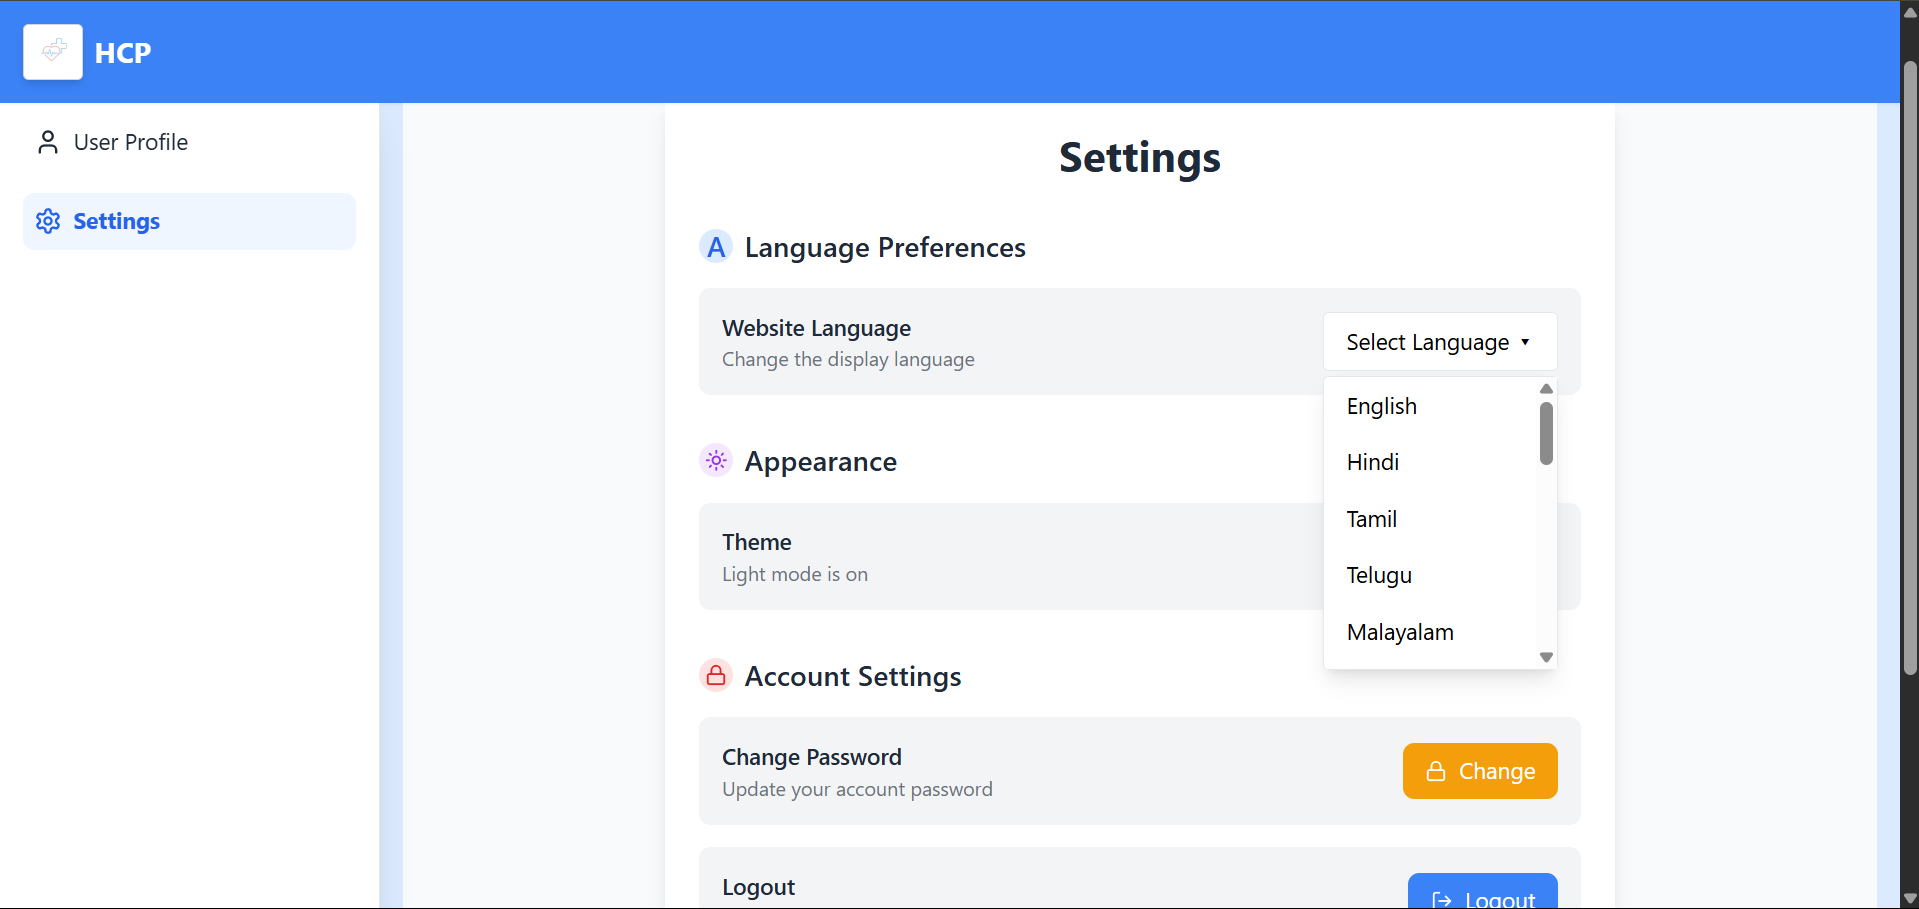 HCP
User Profile
Settings
Settings
A Language Preferences
Website Language
Change the display language
Select Language
English
Hindi
Tamil
Telugu
Malayalam
Appearance
Theme
Light mode is on
Account Settings
Change Password
Update your account password
Change
Logout
Logout